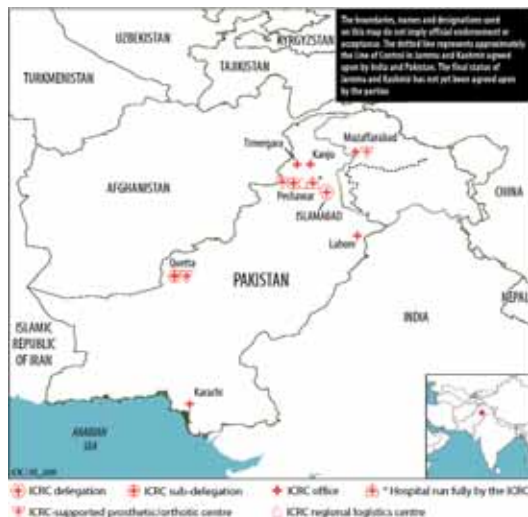 The boundaries, names and designations used
on this map do not imply official endorsement or
acceptance. The dotted line represents approximately
the Line of Control in Jammu and Kashmir agreed
upon by India and Pakistan. The final status of
Jammu and Kashmir has not yet been agreed upon
by the parties
UZBEKISTAN
KYRGYZSTAN
TAJIKISTAN
TURKMENISTAN
Timergara
Kanju
Muzaffarabad
*
AFGHANISTAN
Peshawar
CHINA
ISLAMABAD
Lahore
Quetta
PAKISTAN
NEPAL
INDIA
ISLAMIC
REPUBLIC
OF IRAN
Karachi
ARABIAN
SEA
ICRC delegation
ICRC sub-delegation
ICRC office
* Hospital run fully by the ICRC
ICRC-supported prosthetic/orthotic centre
ICRC regional logistics centre